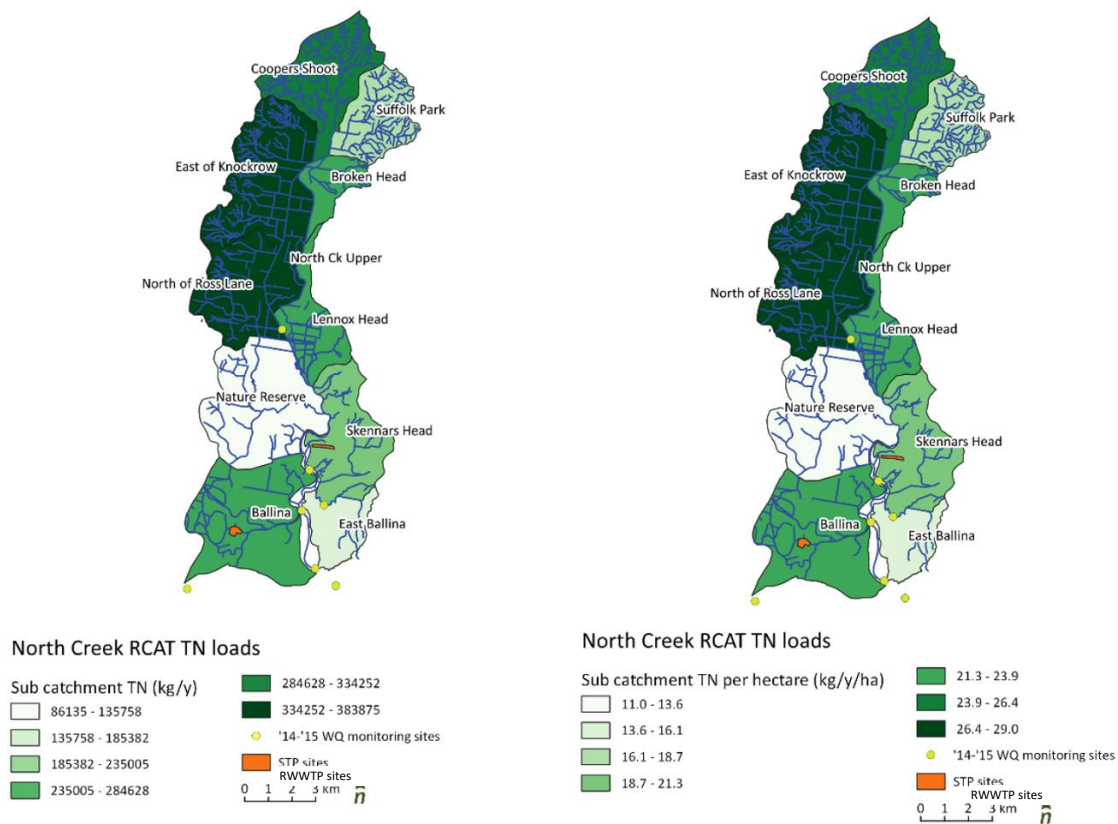 Coopers Shoot
Suffolk Park
East of Knockrow
Broken Head
North Ck Upper
North of Ross Lane
Lennox Head
Nature Reserve
Skennars Head
Ballina
East Ballina
North Creek RCAT TN loads
Sub catchment TN (kg/y)
86135 - 135758
135758 - 185382
185382 - 235005
235005 - 284628
284628 - 334252
334252 - 383875
'14-'15 WQ monitoring sites
STP sites
RWWTP sites
0 1 2 3 km
n
Coopers Shoot
Suffolk Park
East of Knockrow
Broken Head
North Ck Upper
North of Ross Lane
Lennox Head
Nature Reserve
Skennars Head
Ballina
East Ballina
North Creek RCAT TN loads
Sub catchment TN per hectare (kg/y/ha)
11.0 - 13.6
13.6 - 16.1
16.1 - 18.7
18.7 - 21.3
21.3 - 23.9
23.9 - 26.4
26.4 - 29.0
'14-'15 WQ monitoring sites
STP sites
RWWTP sites
0 1 2 3 km
n